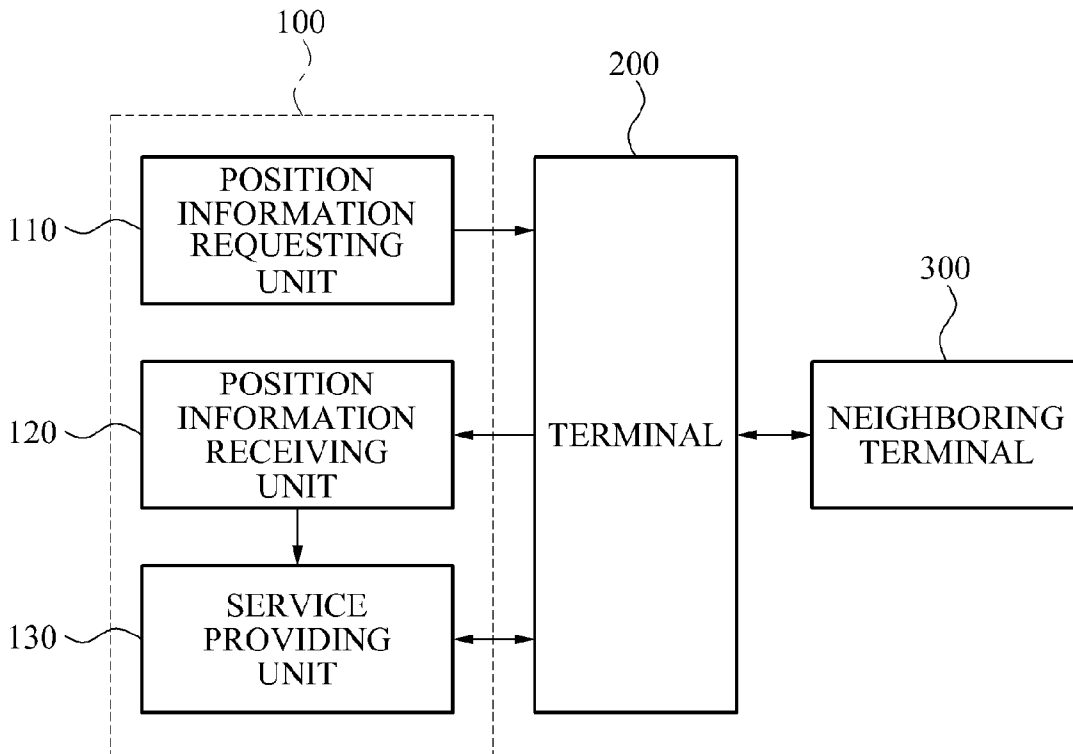 100
200
POSITION
INFORMATION
REQUESTING
UNIT
110
300
POSITION
INFORMATION
RECEIVING
UNIT
120
TERMINAL
NEIGHBORING
TERMINAL
SERVICE
PROVIDING
UNIT
130